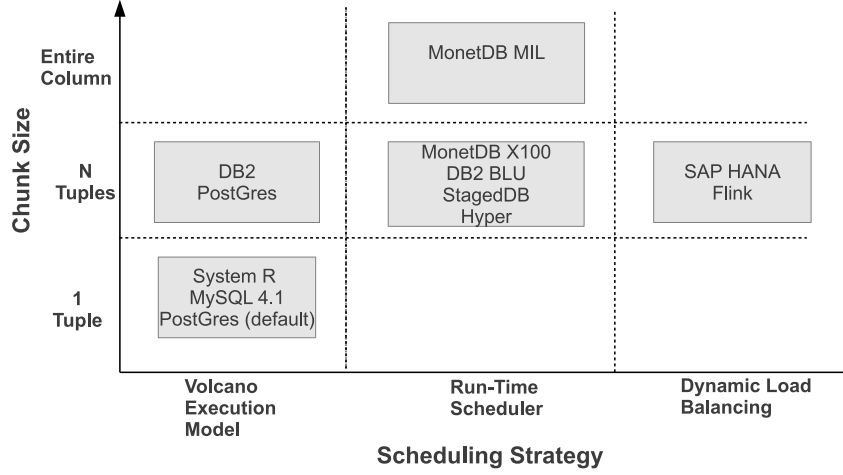 Entire
Column
MonetDB MIL
Chunk Size
N
Tuples
DB2
PostGres
MonetDB X100
DB2 BLU
StagedDB
Hyper
SAP HANA
Flink
1
Tuple
System R
MySQL 4.1
PostGres (default)
Volcano
Execution
Model
Run-Time
Scheduler
Dynamic Load
Balancing
Scheduling Strategy